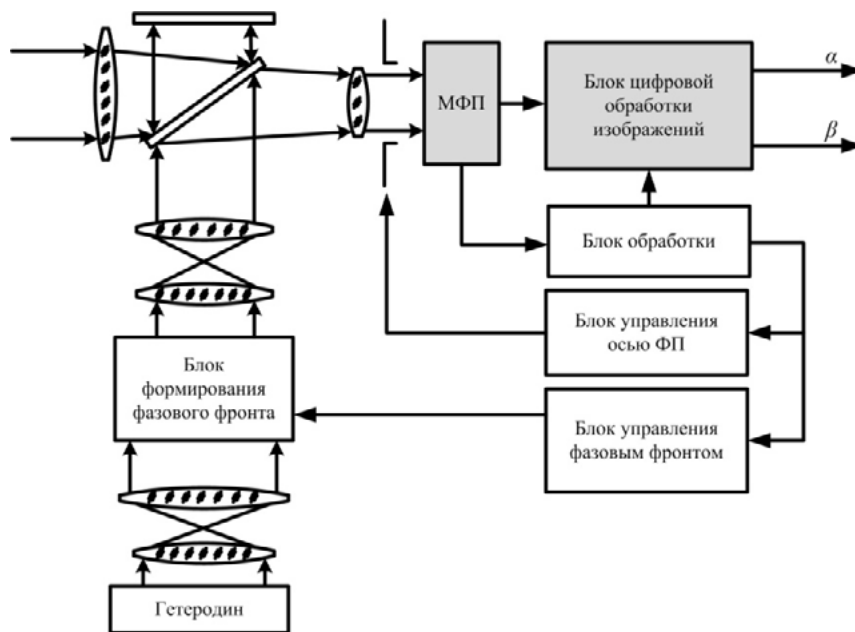 МФП
Блок цифровой
обработки
изображений
α
β
Блок обработки
Блок управления
осью ФП
Блок
формирования
фазового фронта
Блок управления
фазовым фронтом
Гетеродин